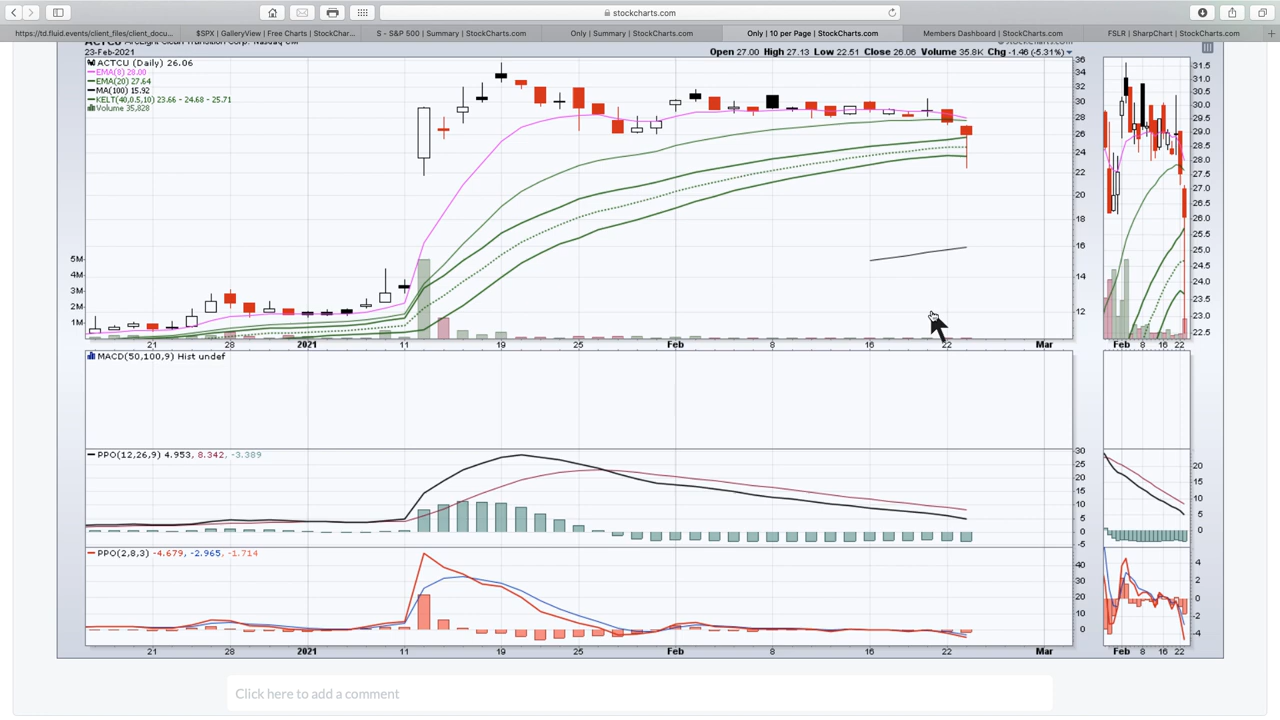 stockcharts.com
https://td.fluid.events/client_files/client_docu...
$SPX | GalleryView | Free Charts | StockChar...
S - S&P 500 | Summary | StockCharts.com
Only | Summary | StockCharts.com
Only | 10 per Page | StockCharts.com
Members Dashboard | StockCharts.com
FSLR | SharpChart | StockCharts.com
23-Feb-2021
Open 27.00 High 27.13 Low 22.51 Close 26.06 Volume 35.8K Chg -1.46 (-5.31%)
ACTCU (Daily) 26.06
EMA(8) 28.00
EMA(20) 27.64
MA(100) 15.92
KELT(40,0.5,10) 23.66 - 24.68 - 25.71
Volume 35,828
36
34
32
30
28
26
24
22
20
18
16
14
12
5M
4M
3M
2M
1M
31.5
31.0
30.5
30.0
29.5
29.0
28.5
28.0
27.5
27.0
26.5
26.0
25.5
25.0
24.5
24.0
23.5
23.0
22.5
21 28 2021 11 19 25 Feb 8 16 22 Mar
Feb 8 16 22
MACD(50,100,9) Hist undef
PPO(12,26,9) 4.953, 8.342, -3.389
30
25
20
15
10
5
0
-5
20
15
10
5
0
PPO(2,8,3) -4.679, -2.965, -1.714
40
30
20
10
0
4
2
0
-2
-4
21 28 2021 11 19 25 Feb 8 16 22 Mar
Feb 8 16 22
Click here to add a comment